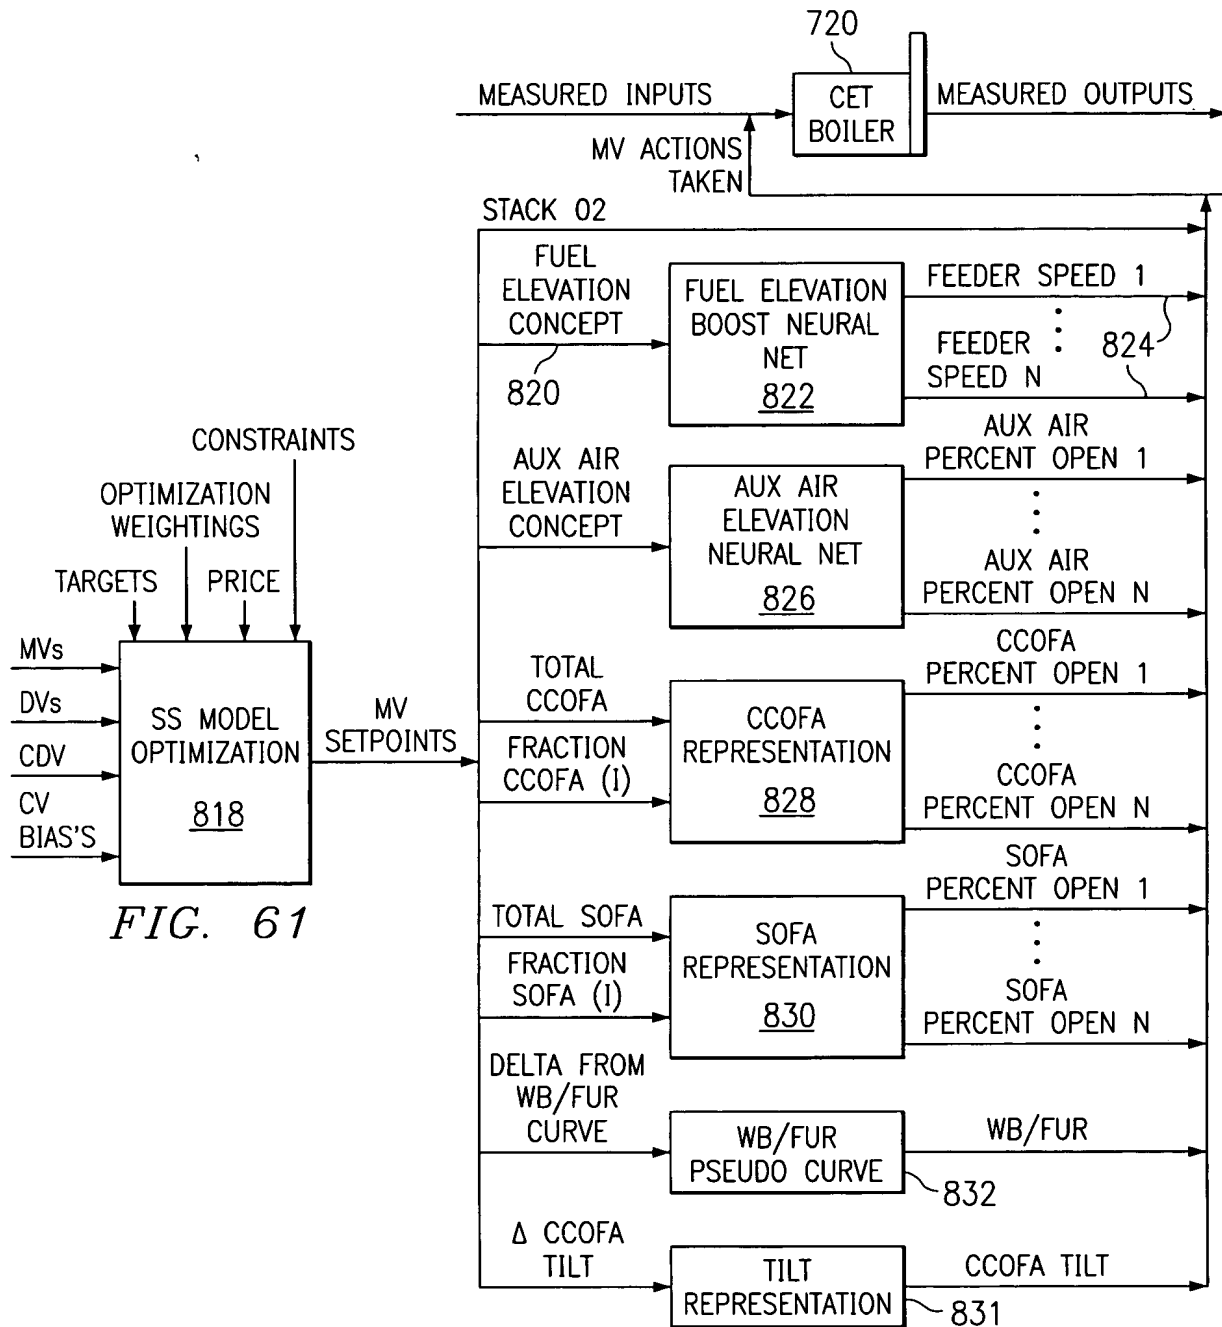 720
MEASURED INPUTS
CET
BOILER
MEASURED OUTPUTS
MV ACTIONS
TAKEN
STACK O2
FUEL
ELEVATION
CONCEPT
820
FUEL ELEVATION
BOOST NEURAL
NET
822
FEEDER SPEED 1
FEEDER
SPEED N
824
AUX AIR
ELEVATION
CONCEPT
AUX AIR
ELEVATION
NEURAL NET
826
AUX AIR
PERCENT OPEN 1
AUX AIR
PERCENT OPEN N
CONSTRAINTS
OPTIMIZATION
WEIGHTINGS
TARGETS
PRICE
MVs
DVs
CDV
CV
BIAS'S
SS MODEL
OPTIMIZATION
818
MV
SETPOINTS
FIG. 61
TOTAL
CCOFA
FRACTION
CCOFA (I)
CCOFA
REPRESENTATION
828
CCOFA
PERCENT OPEN 1
CCOFA
PERCENT OPEN N
TOTAL SOFA
FRACTION
SOFA (I)
SOFA
REPRESENTATION
830
SOFA
PERCENT OPEN 1
SOFA
PERCENT OPEN N
DELTA FROM
WB/FUR
CURVE
WB/FUR
PSEUDO CURVE
832
WB/FUR
Δ CCOFA
TILT
TILT
REPRESENTATION
831
CCOFA TILT